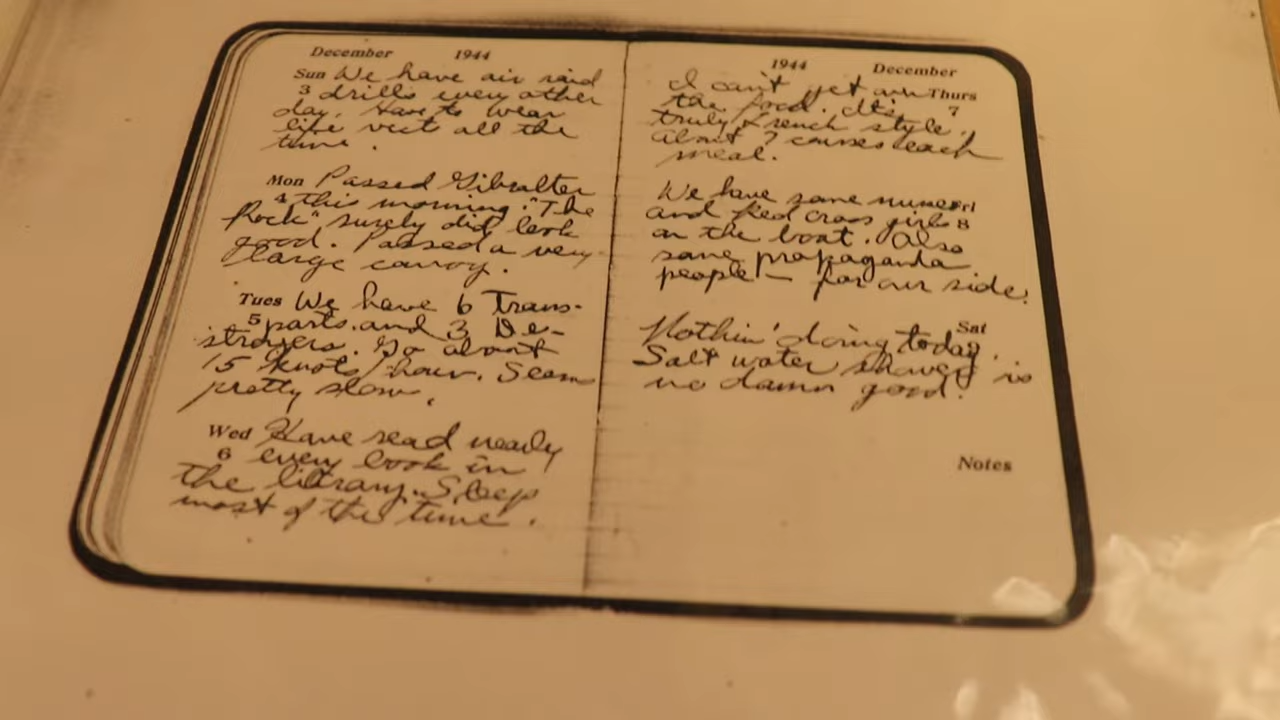 December 1944
Sun We have air raid
3 drills every other
day. Have to wear
life vest all the
time.
Mon Passed Gibralter
4 this morning. "The
Rock" surely did look
good. Passed a very
large convoy.
Tues We have 6 Trans-
5 ports and 3 De-
stroyers. Go about
15 knots/hour. Seems
pretty slow.
Wed Have read nearly
6 every book in
the library. Sleep
most of the time.
1944 December
I can't get over Thurs
the food. It's 7
truly French style.
About 7 courses each
meal.
We have some nurses Fri
and Red Cross girls 8
on the boat. Also
some propaganda
people — for our side.
Sat
Nothin' doing today. 9
Salt water shower is
no damn good.
Notes